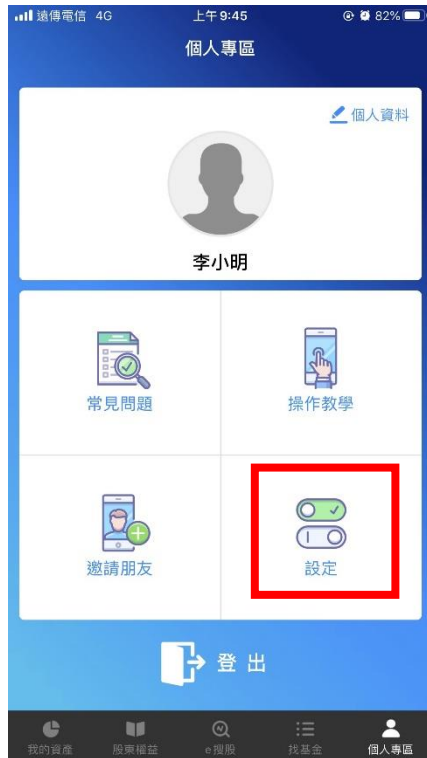 遠傳電信 4G 上午9:45 82%
個人專區
個人資料
李小明
常見問題 操作教學
邀請朋友 設定
登出
我的資產 股東權益 e搜股 找基金 個人專區